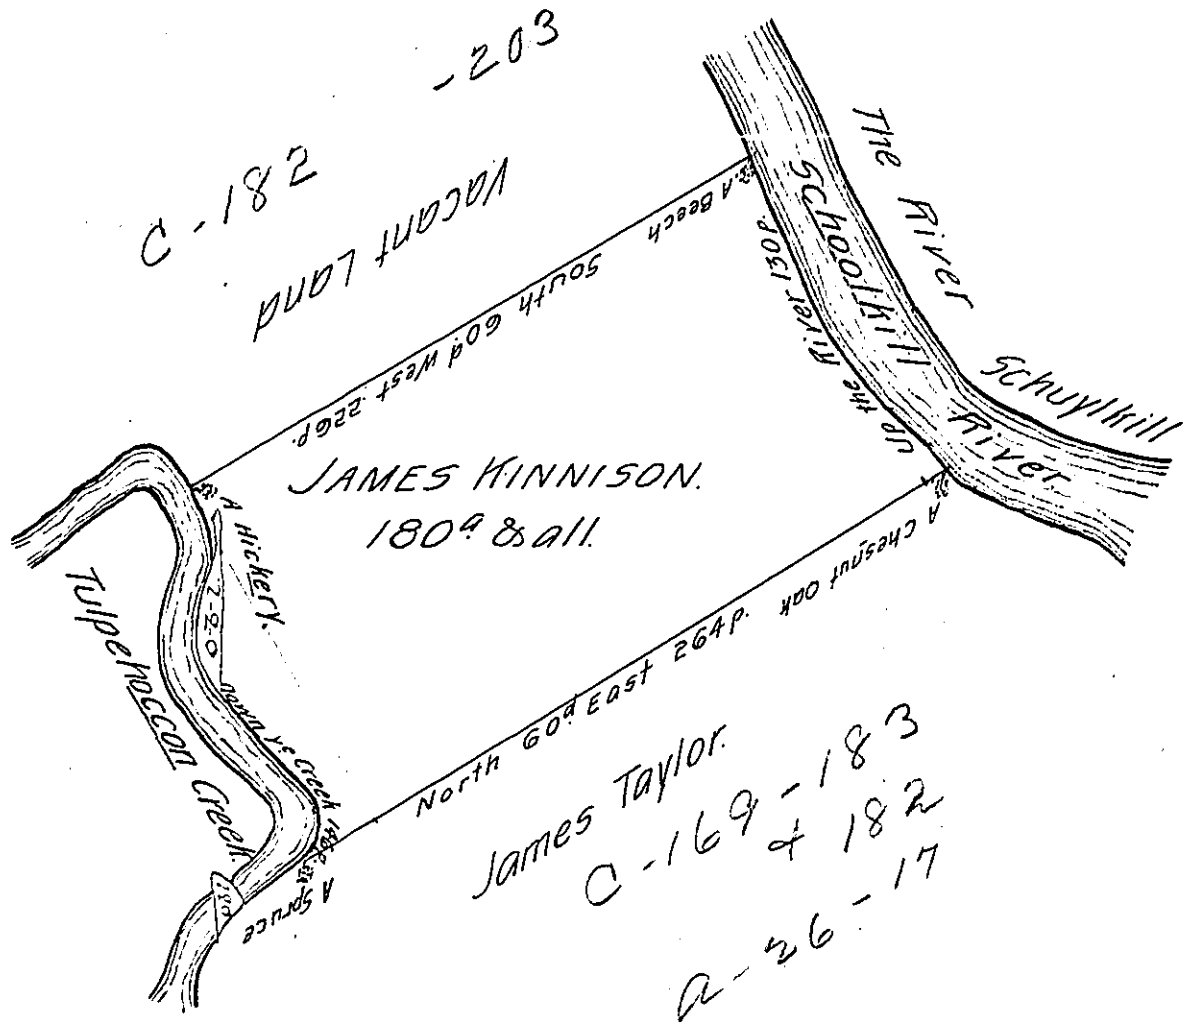 -203
C-182
Vacant Land
The River
Schuylkill
Schoolkill
River
A Beech
South 60d West 226p.
up the River 130p.
JAMES KINNISON.
180a & all.
A Hickery.
Tulpehoccon Creek.
down ye Creek
A Spruce
North 60d East 264p.
A Chesnut Oak
James Taylor.
C-169-183
+ 182
a-26-17